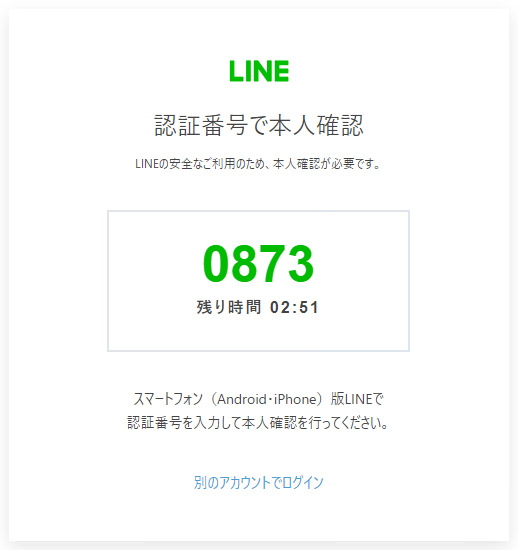 LINE
認証番号で本人確認
LINEの安全なご利用のため、本人確認が必要です。
0873
残り時間 02:51
スマートフォン（Android･iPhone）版LINEで
認証番号を入力して本人確認を行ってください。
別のアカウントでログイン